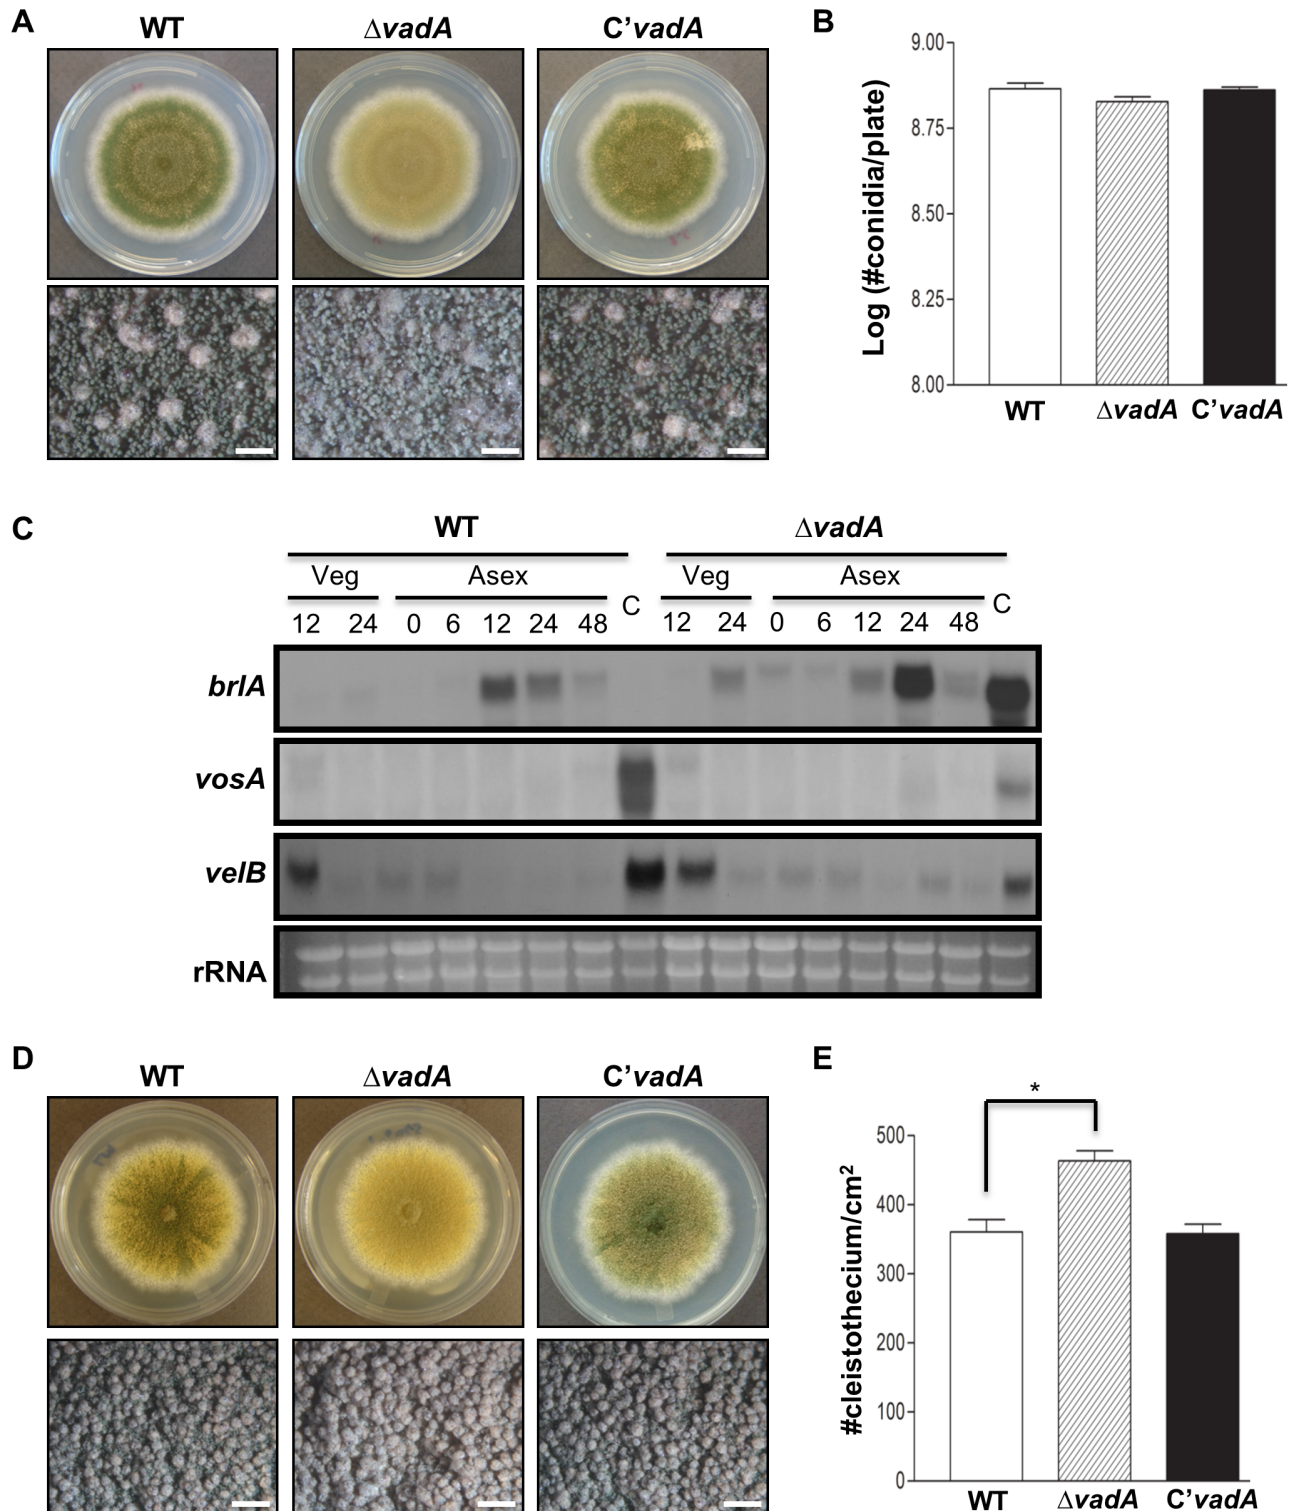 A
WT
ΔvadA
C'vadA
B
Log (#conidia/plate)
9.00
8.75
8.50
8.25
8.00
WT
ΔvadA
C'vadA
C
WT
ΔvadA
Veg
Asex
C
Veg
Asex
C
12 24 0 6 12 24 48
12 24 0 6 12 24 48
brlA
vosA
velB
rRNA
D
WT
ΔvadA
C'vadA
E
*
#cleistothecium/cm²
500
400
300
200
100
0
WT
ΔvadA
C'vadA